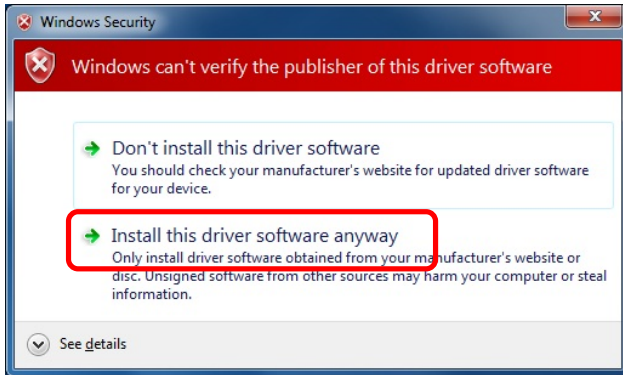 Windows Security
Windows can't verify the publisher of this driver software
Don't install this driver software
You should check your manufacturer's website for updated driver software
for your device.
Install this driver software anyway
Only install driver software obtained from your manufacturer's website or
disc. Unsigned software from other sources may harm your computer or steal
information.
See details